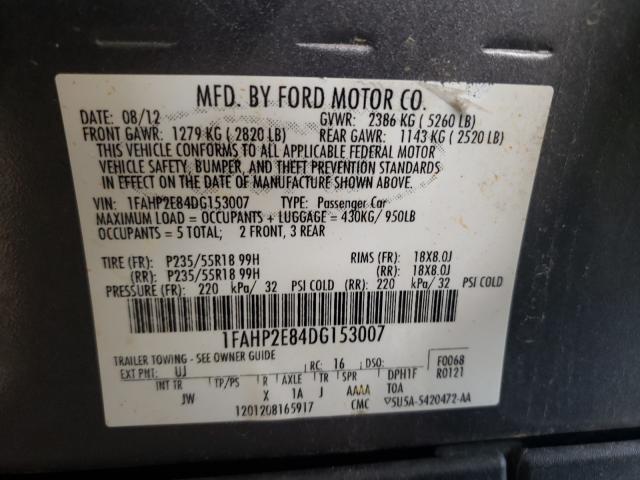 MFD. BY FORD MOTOR CO.
DATE: 08/12 GVWR: 2386 KG ( 5260 LB)
FRONT GAWR: 1279 KG ( 2820 LB) REAR GAWR: 1143 KG ( 2520 LB)
THIS VEHICLE CONFORMS TO ALL APPLICABLE FEDERAL MOTOR
VEHICLE SAFETY, BUMPER, AND THEFT PREVENTION STANDARDS
IN EFFECT ON THE DATE OF MANUFACTURE SHOWN ABOVE.
VIN: 1FAHP2E84DG153007 TYPE: Passenger Car
MAXIMUM LOAD = OCCUPANTS + LUGGAGE = 430KG/ 950LB
OCCUPANTS = 5 TOTAL; 2 FRONT, 3 REAR
TIRE (FR): P235/55R18 99H RIMS (FR): 18X8.0J
(RR): P235/55R18 99H (RR): 18X8.0J
PRESSURE (FR): 220 kPa/ 32 PSI COLD (RR): 220 kPa/ 32 PSI COLD
1FAHP2E84DG153007
TRAILER TOWING - SEE OWNER GUIDE F0068
EXT PNT: UJ RC: 16 DSO: R0121
INT TR TP/PS R AXLE TR SPR DPH1F
JW X 1A J AAAA TOA
1201208165917 CMC 5U5A-5420472-AA